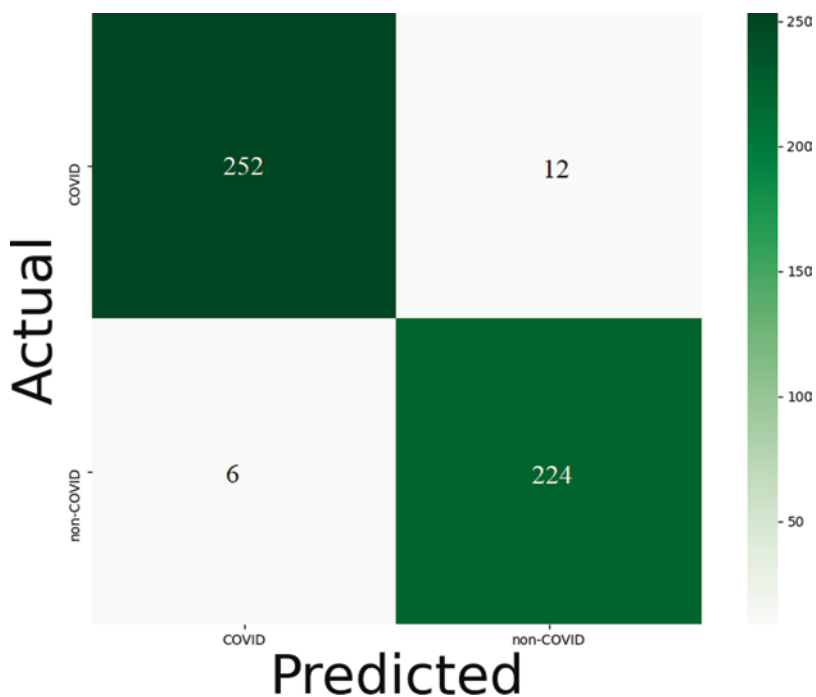 250
200
150
100
50
Actual
COVID
non-COVID
252
12
6
224
COVID
non-COVID
Predicted